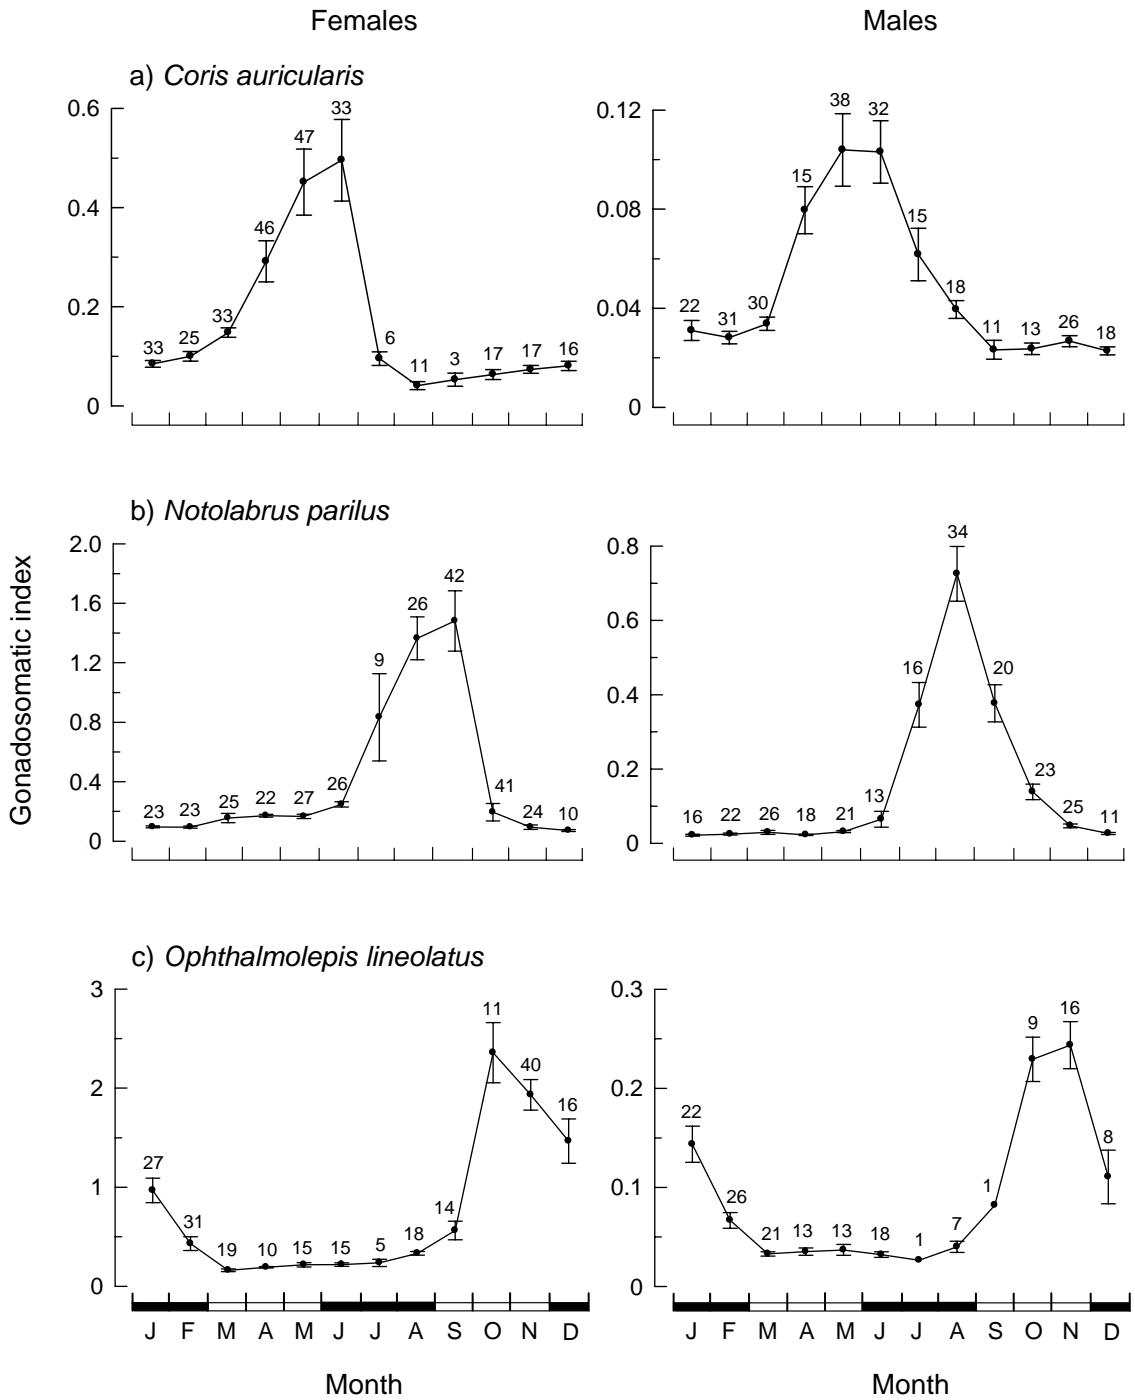 Females Males
a) Coris auricularis
0.6 0.4 0.2 0
33 25 33 46 47 33 6 11 3 17 17 16
0.12 0.08 0.04 0
22 31 30 15 38 32 15 18 11 13 26 18
b) Notolabrus parilus
Gonadosomatic index
2.0 1.6 1.2 0.8 0.4 0
23 23 25 22 27 26 9 26 42 41 24 10
0.8 0.6 0.4 0.2 0
16 22 26 18 21 13 16 34 20 23 25 11
c) Ophthalmolepis lineolatus
3 2 1 0
27 31 19 10 15 15 5 18 14 11 40 16
0.3 0.2 0.1 0
22 26 21 13 13 18 1 7 1 9 16 8
J F M A M J J A S O N D J F M A M J J A S O N D
Month Month